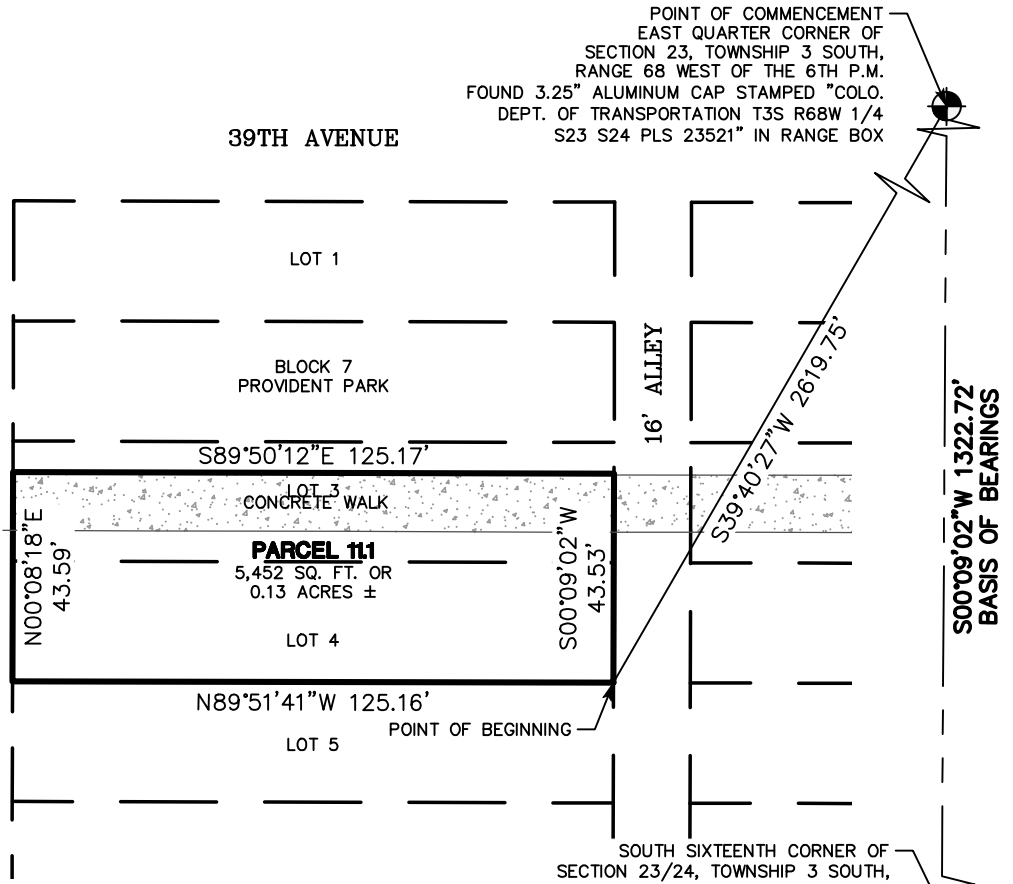 POINT OF COMMENCEMENT
EAST QUARTER CORNER OF
SECTION 23, TOWNSHIP 3 SOUTH,
RANGE 68 WEST OF THE 6TH P.M.
FOUND 3.25" ALUMINUM CAP STAMPED "COLO.
DEPT. OF TRANSPORTATION T3S R68W 1/4
S23 S24 PLS 23521" IN RANGE BOX
39TH AVENUE
LOT 1
BLOCK 7
PROVIDENT PARK
16' ALLEY
S39°40'27"W 2619.75'
S00°09'02"W 1322.72'
BASIS OF BEARINGS
S89°50'12"E 125.17'
LOT 3
CONCRETE WALK
N00°08'18"E
43.59'
PARCEL 11.1
5,452 SQ. FT. OR
0.13 ACRES ±
S00°09'02"W
43.53'
LOT 4
N89°51'41"W 125.16'
POINT OF BEGINNING
LOT 5
SOUTH SIXTEENTH CORNER OF
SECTION 23/24, TOWNSHIP 3 SOUTH,